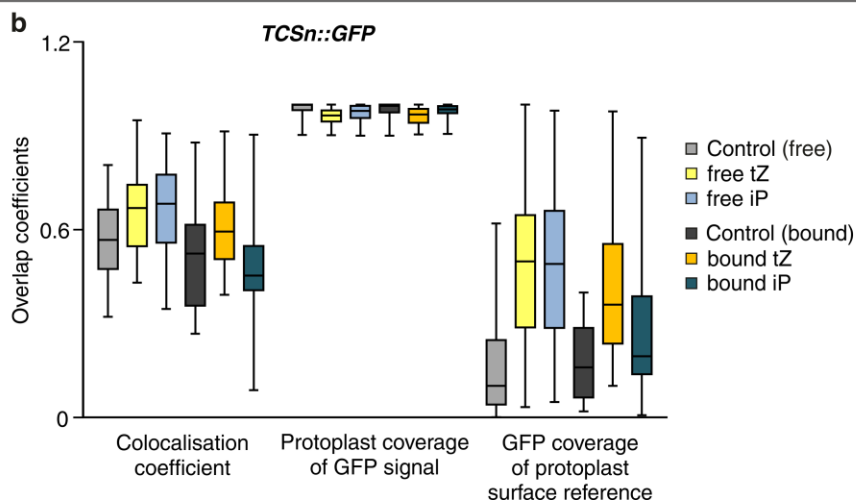 b
TCSn::GFP
1.2
0.6
0
Overlap coefficients
Control (free)
free tZ
free iP
Control (bound)
bound tZ
bound iP
Colocalisation
coefficient
Protoplast coverage
of GFP signal
GFP coverage
of protoplast
surface reference